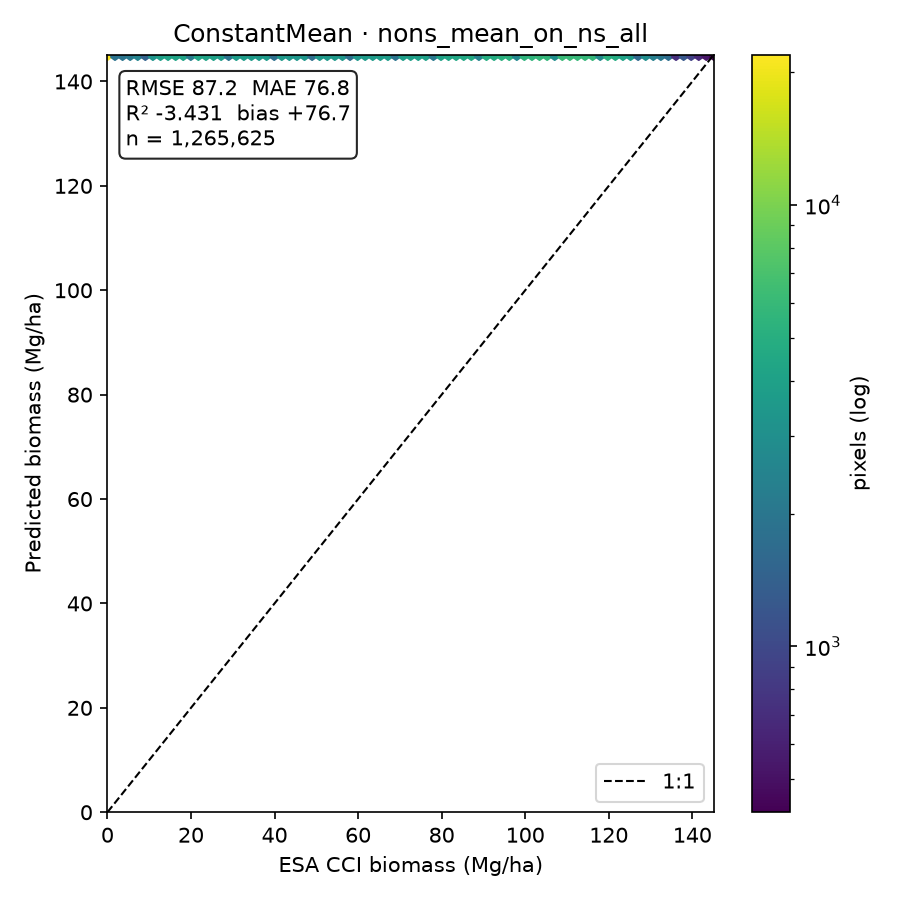 ConstantMean · nons_mean_on_ns_all
RMSE 87.2  MAE 76.8
R² -3.431  bias +76.7
n = 1,265,625
140
120
100
80
60
40
20
0
Predicted biomass (Mg/ha)
0 20 40 60 80 100 120 140
ESA CCI biomass (Mg/ha)
1:1
10⁴
10³
pixels (log)